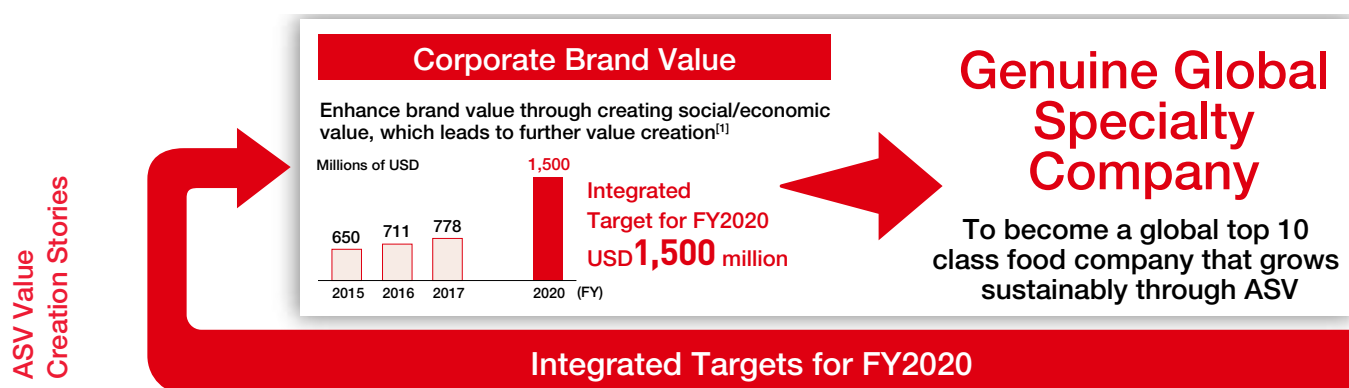 ASV Value
Creation Stories
Corporate Brand Value
Enhance brand value through creating social/economic
value, which leads to further value creation[1]
Millions of USD
1,500
650
711
778
2015
2016
2017
2020
(FY)
Integrated
Target for FY2020
USD1,500 million
Genuine Global
Specialty
Company
To become a global top 10
class food company that grows
sustainably through ASV
Integrated Targets for FY2020